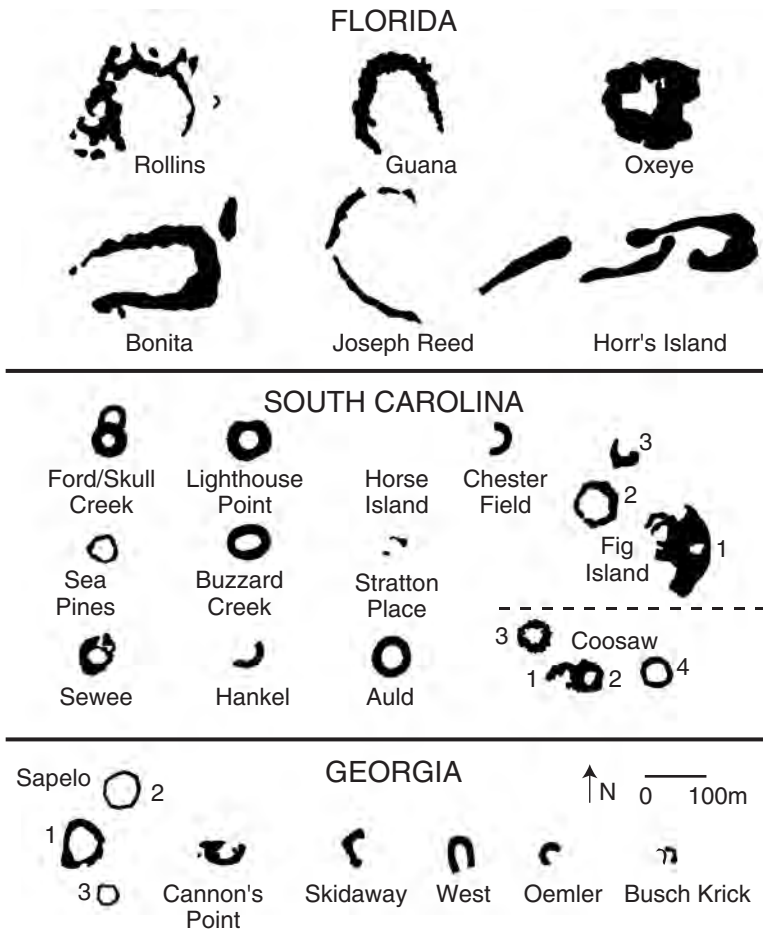 FLORIDA
Rollins
Guana
Oxeye
Bonita
Joseph Reed
Horr's Island
SOUTH CAROLINA
Ford/Skull
Creek
Lighthouse
Point
Horse
Island
Chester
Field
3
2
Fig
Island
1
Sea
Pines
Buzzard
Creek
Stratton
Place
Sewee
Hankel
Auld
3
Coosaw
1
2
4
GEORGIA
Sapelo
2
1
3
N
0 100m
Cannon's
Point
Skidaway
West
Oemler
Busch Krick